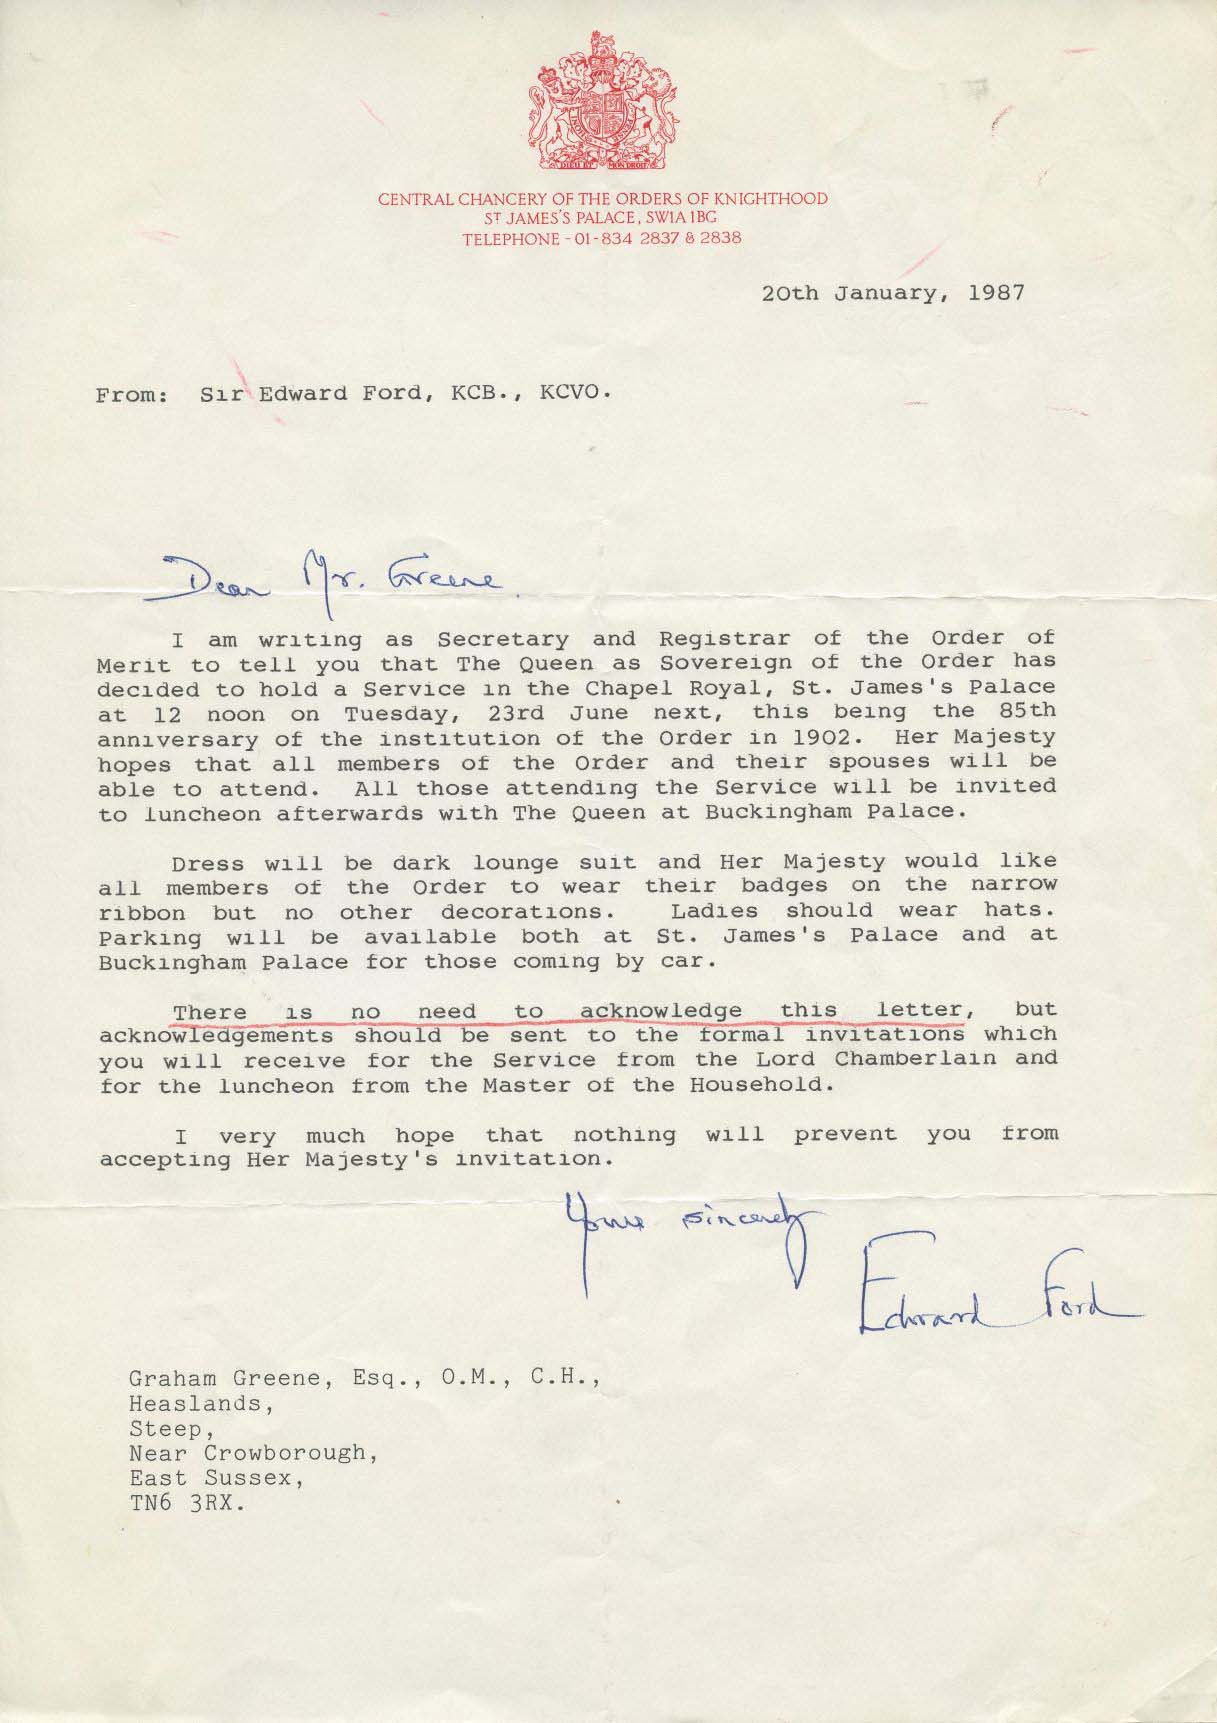 DIEU ET MON DROIT
CENTRAL CHANCERY OF THE ORDERS OF KNIGHTHOOD
ST JAMES'S PALACE, SW1A 1BG
TELEPHONE - 01-834 2837 & 2838
20th January, 1987
From: Sir Edward Ford, KCB., KCVO.
Dear Mr. Greene,
I am writing as Secretary and Registrar of the Order of
Merit to tell you that The Queen as Sovereign of the Order has
decided to hold a Service in the Chapel Royal, St. James's Palace
at 12 noon on Tuesday, 23rd June next, this being the 85th
anniversary of the institution of the Order in 1902. Her Majesty
hopes that all members of the Order and their spouses will be
able to attend. All those attending the Service will be invited
to luncheon afterwards with The Queen at Buckingham Palace.
Dress will be dark lounge suit and Her Majesty would like
all members of the Order to wear their badges on the narrow
ribbon but no other decorations. Ladies should wear hats.
Parking will be available both at St. James's Palace and at
Buckingham Palace for those coming by car.
There is no need to acknowledge this letter, but
acknowledgements should be sent to the formal invitations which
you will receive for the Service from the Lord Chamberlain and
for the luncheon from the Master of the Household.
I very much hope that nothing will prevent you from
accepting Her Majesty's invitation.
Yours sincerely
Edward Ford
Graham Greene, Esq., O.M., C.H.,
Heaslands,
Steep,
Near Crowborough,
East Sussex,
TN6 3RX.